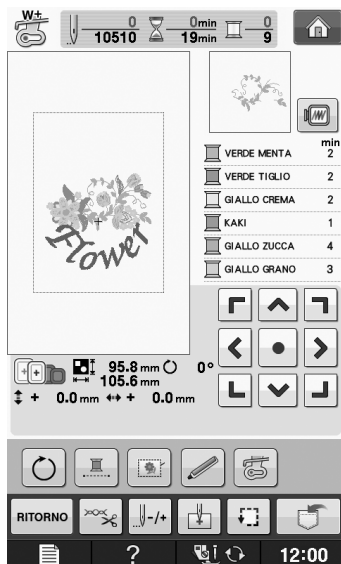 W+
0 0min 0
10510 19min 9
min
VERDE MENTA 2
VERDE TIGLIO 2
GIALLO CREMA 2
KAKI 1
GIALLO ZUCCA 4
GIALLO GRANO 3
Flower
95.8 mm 0°
105.6 mm
+ 0.0 mm + 0.0 mm
RITORNO -/+
? 12:00